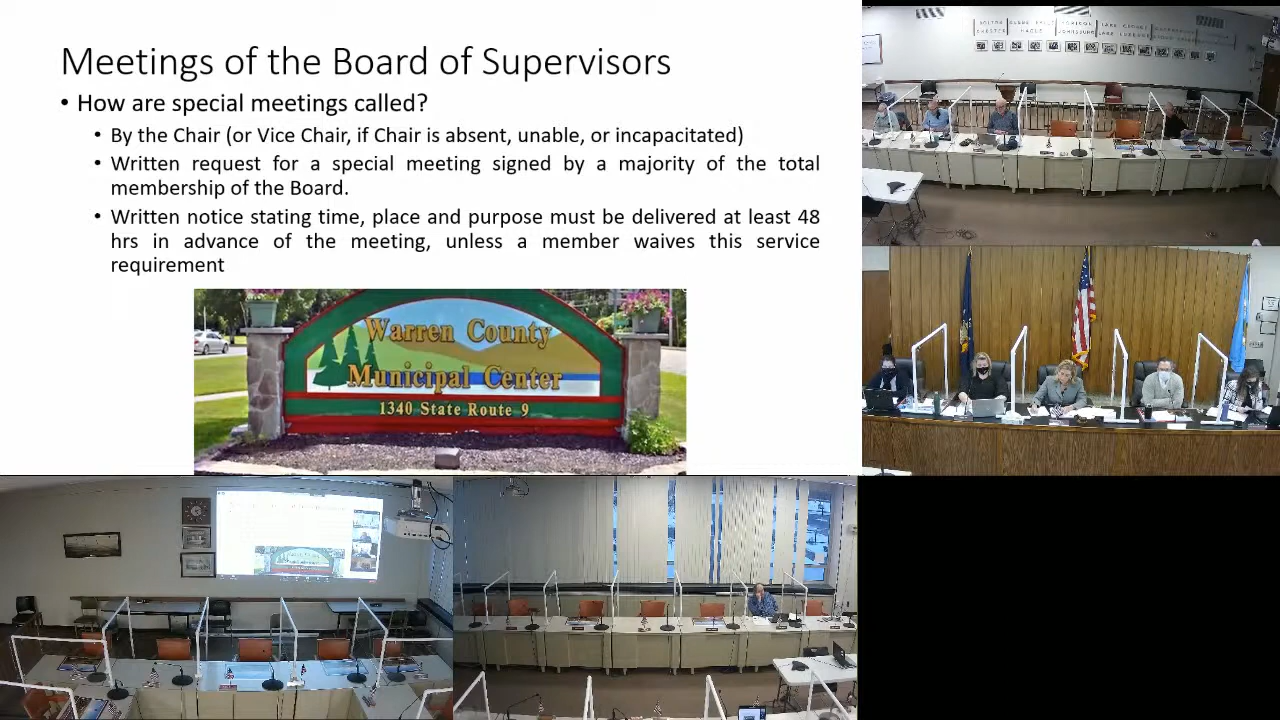 Meetings of the Board of Supervisors
• How are special meetings called?
• By the Chair (or Vice Chair, if Chair is absent, unable, or incapacitated)
• Written request for a special meeting signed by a majority of the total
membership of the Board.
• Written notice stating time, place and purpose must be delivered at least 48
hrs in advance of the meeting, unless a member waives this service
requirement
Warren County
Municipal Center
1340 State Route 9